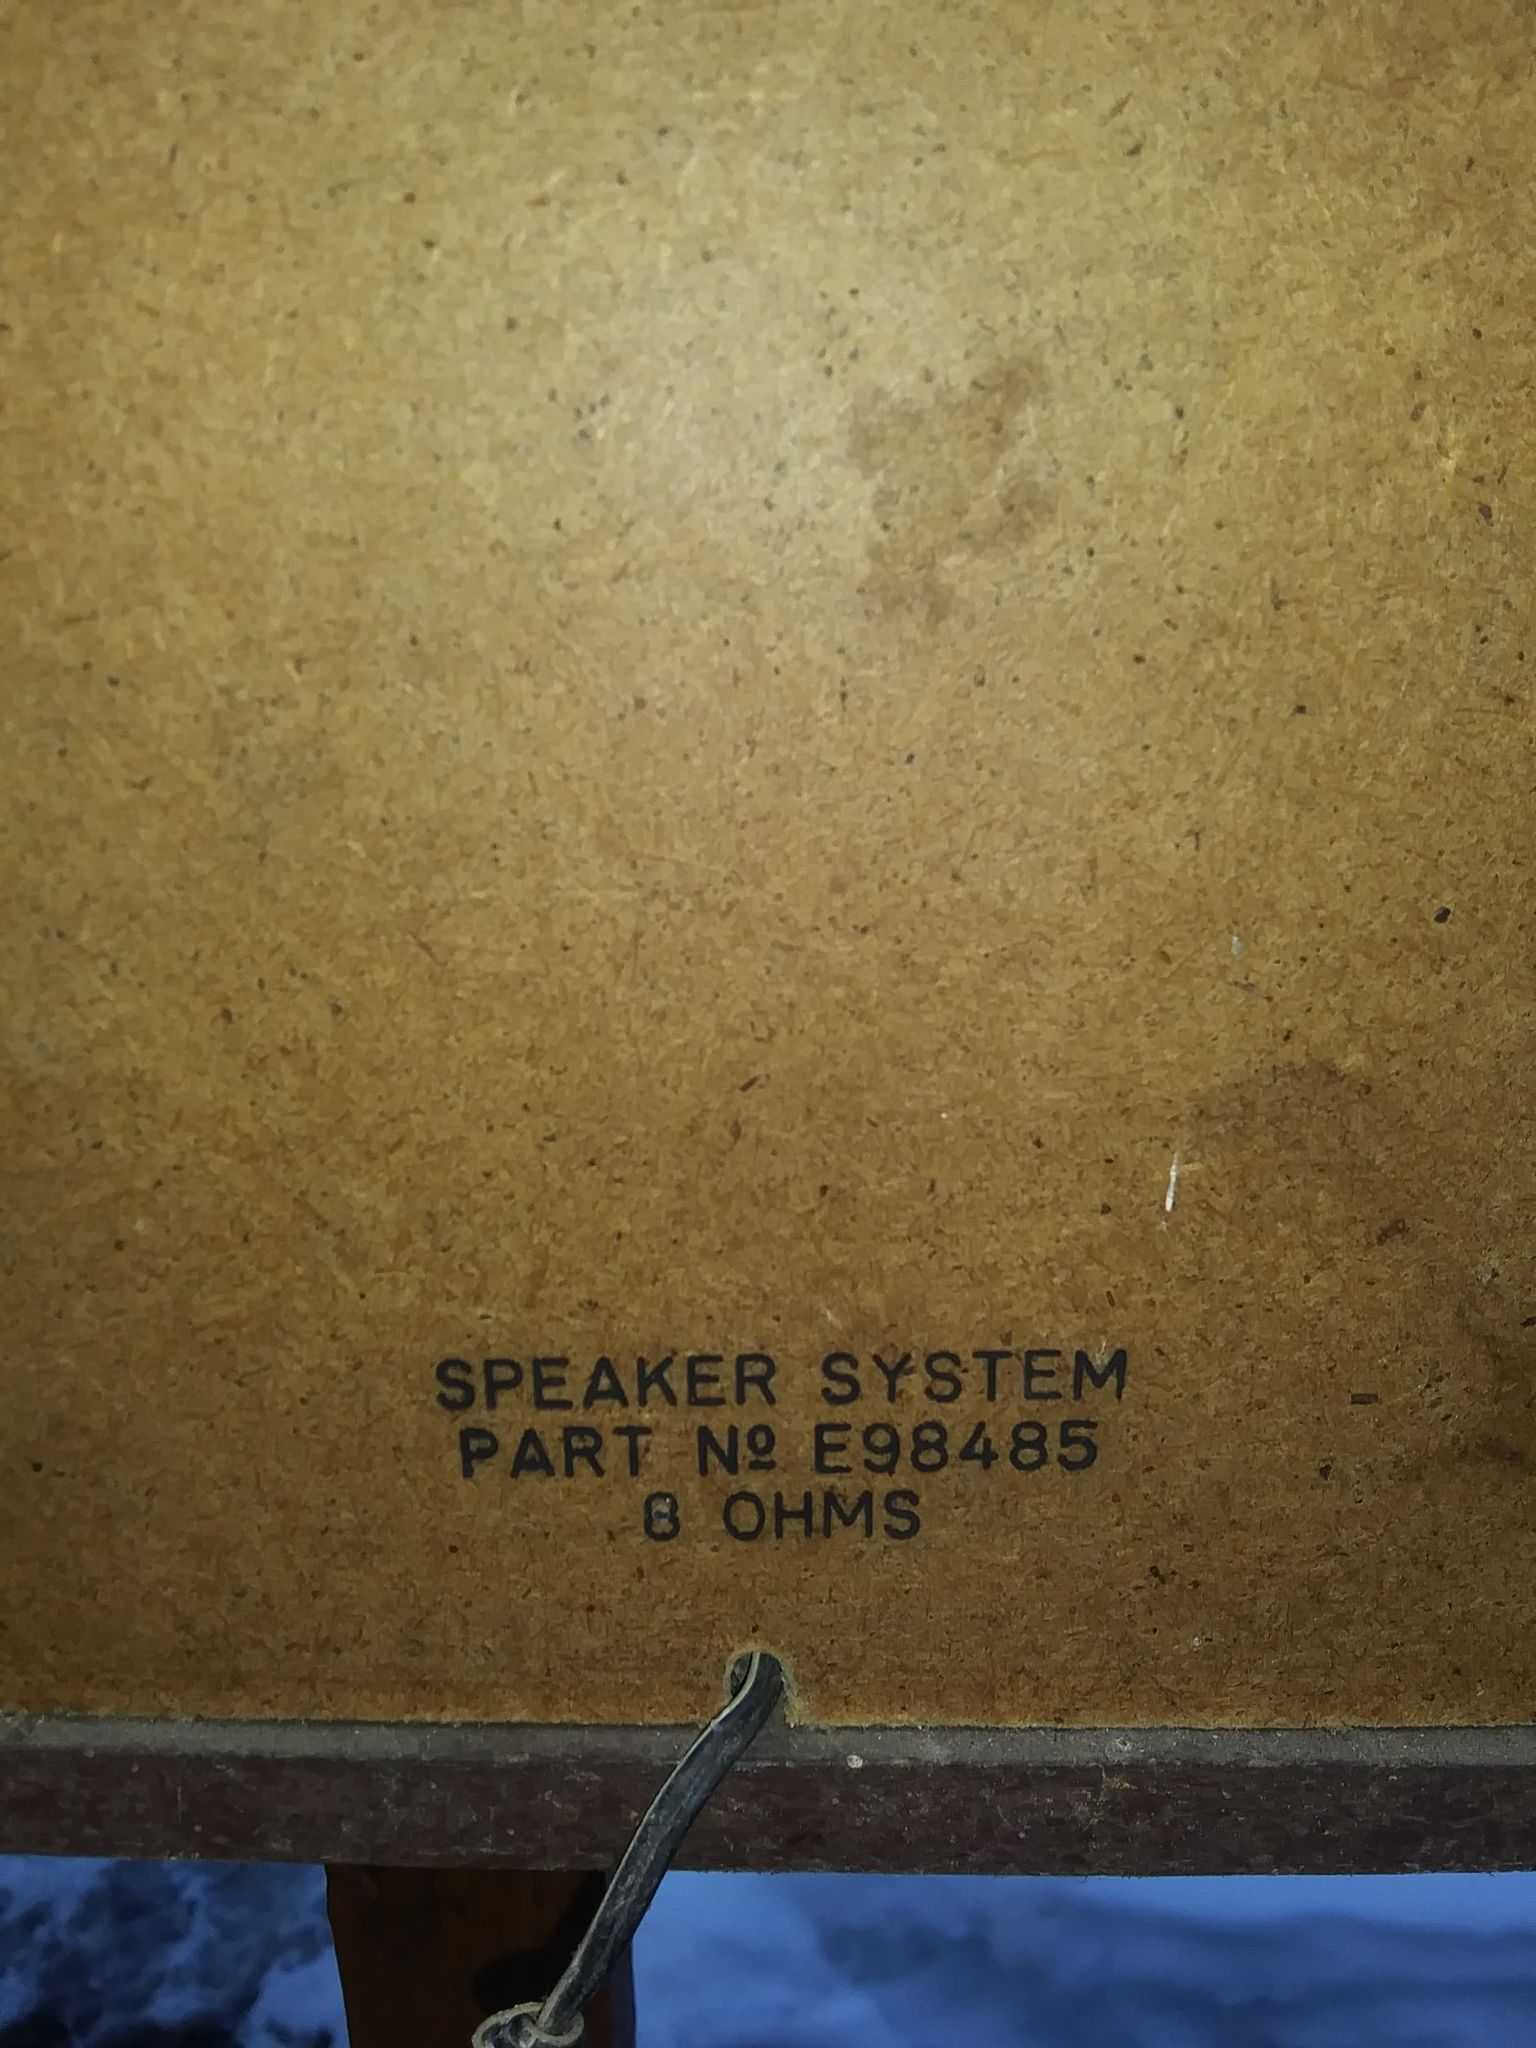 SPEAKER SYSTEM
PART Nº E98485
8 OHMS